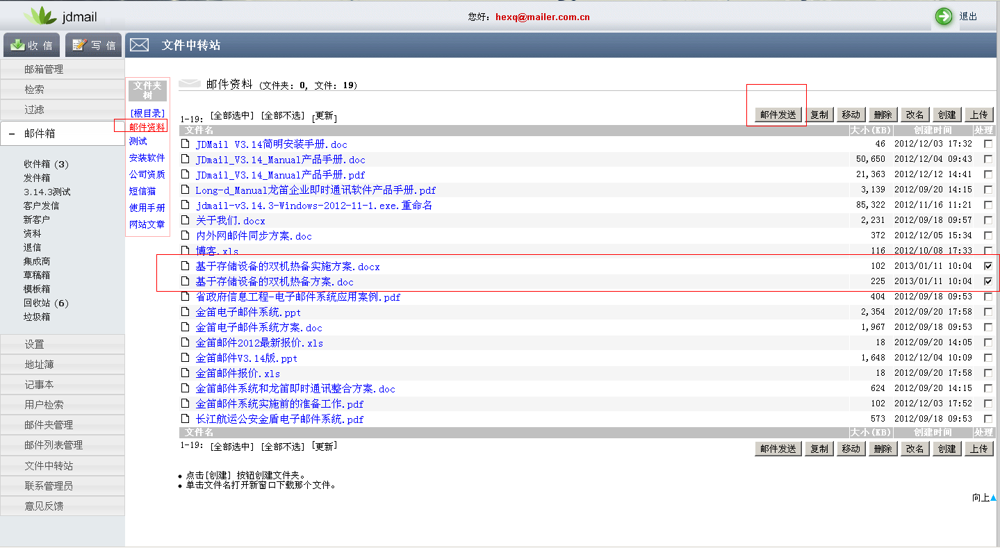 jdmail
您好: hexq@mailer.com.cn
退出
收 信
写 信
文件中转站
邮箱管理
检索
过滤
邮件箱
收件箱 (3)
发件箱
3.14.3测试
客户发信
新客户
资料
退信
集成商
草稿箱
模板箱
回收站 (6)
垃圾箱
设置
地址簿
记事本
用户检索
邮件夹管理
邮件列表管理
文件中转站
联系管理员
意见反馈
文件夹
树
[根目录]
邮件资料
测试
安装软件
公司资质
短信猫
使用手册
网站文章
邮件资料 (文件夹: 0, 文件: 19)
1-19: [全部选中] [全部不选] [更新]
邮件发送 复制 移动 删除 改名 创建 上传
文件名 大小(KB) 创建时间 处理
JDMail V3.14简明安装手册.doc 46 2012/12/03 17:32
JDmail_V3.14_Manual产品手册.doc 50,650 2012/12/04 09:43
JDmail_V3.14_Manual产品手册.pdf 21,363 2012/12/12 14:41
Long-d_Manual龙笛企业即时通讯软件产品手册.pdf 3,139 2012/09/20 14:15
jdmail-v3.14.3-Windows-2012-11-1.exe.重命名 85,322 2012/11/16 11:21
关于我们.docx 2,231 2012/09/18 09:57
内外网邮件同步方案.doc 372 2012/12/05 15:34
博客.xls 116 2012/10/08 17:33
基于存储设备的双机热备实施方案.docx 102 2013/01/11 10:04
基于存储设备的双机热备方案.doc 225 2013/01/11 10:04
省政府信息工程-电子邮件系统应用案例.pdf 404 2012/09/18 09:53
金笛电子邮件系统.ppt 2,354 2012/09/20 17:58
金笛电子邮件系统方案.doc 1,967 2012/09/18 09:53
金笛邮件2012最新报价.xls 18 2012/09/20 14:05
金笛邮件V3.14版.ppt 1,648 2012/12/04 10:09
金笛邮件报价.xls 18 2012/09/20 17:58
金笛邮件系统和龙笛即时通讯整合方案.doc 624 2012/09/20 14:15
金笛邮件系统实施前的准备工作.pdf 102 2012/12/03 17:52
长江航运公安金盾电子邮件系统.pdf 573 2012/09/18 09:53
文件名 大小(KB) 创建时间 处理
1-19: [全部选中] [全部不选] [更新]
邮件发送 复制 移动 删除 改名 创建 上传
点击[创建] 按钮创建文件夹。
单击文件名打开新窗口下载那个文件。
向上